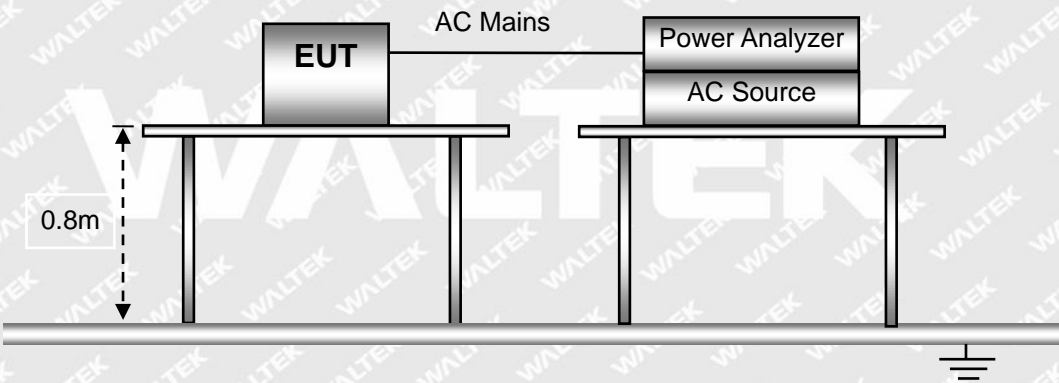 AC Mains
EUT
Power Analyzer
AC Source
0.8m
WALTEK